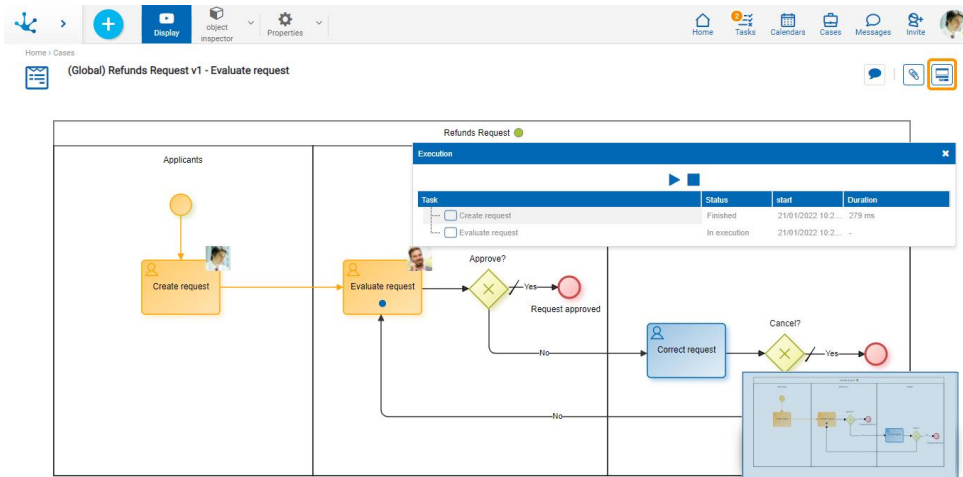 Display
object
inspector
Properties
Home
2
Tasks
Calendars
Cases
Messages
Invite
Home › Cases
(Global) Refunds Request v1 - Evaluate request
Refunds Request
Applicants
Execution
Task Status start Duration
Create request Finished 21/01/2022 10:2... 279 ms
Evaluate request In execution 21/01/2022 10:2... -
Approve?
Create request
Evaluate request
Yes
Request approved
Cancel?
Correct request
No
Yes
No